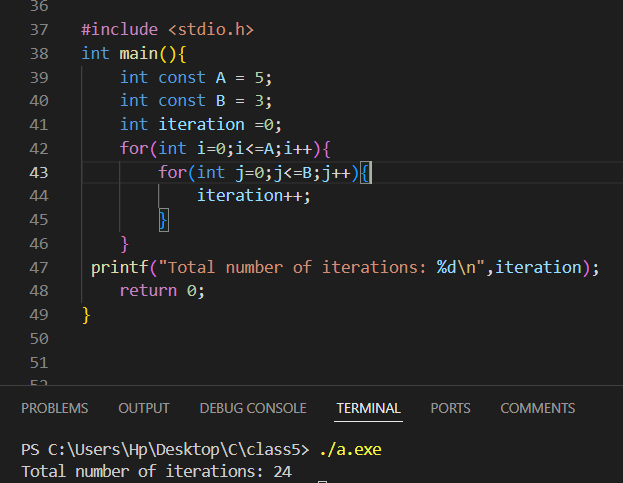 36
37 #include <stdio.h>
38 int main(){
39     int const A = 5;
40     int const B = 3;
41     int iteration =0;
42     for(int i=0;i<=A;i++){
43         for(int j=0;j<=B;j++){
44             iteration++;
45         }
46     }
47  printf("Total number of iterations: %d\n",iteration);
48     return 0;
49 }
50
51
52
PROBLEMS OUTPUT DEBUG CONSOLE TERMINAL PORTS COMMENTS
PS C:\Users\Hp\Desktop\C\class5> ./a.exe
Total number of iterations: 24